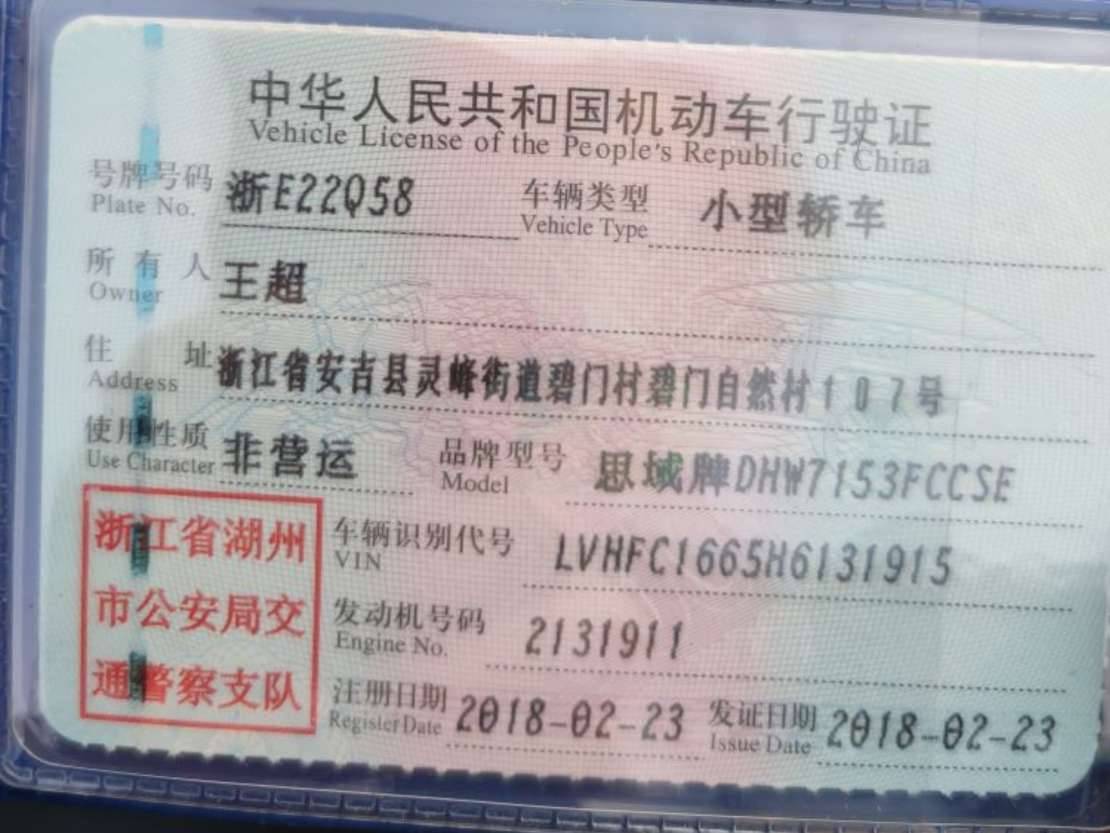 中华人民共和国机动车行驶证
Vehicle License of the People's Republic of China
号牌号码 浙E22Q58 车辆类型 小型轿车
Plate No. Vehicle Type
所有人 王超
Owner
住址 浙江省安吉县灵峰街道碧门村碧门自然村107号
Address
使用性质 非营运 品牌型号 思域牌DHW7153FCCSE
Use Character Model
浙江省湖州
市公安局交
通警察支队
车辆识别代号 LVHFC1665H6131915
VIN
发动机号码 2131911
Engine No.
注册日期 2018-02-23 发证日期 2018-02-23
Register Date Issue Date